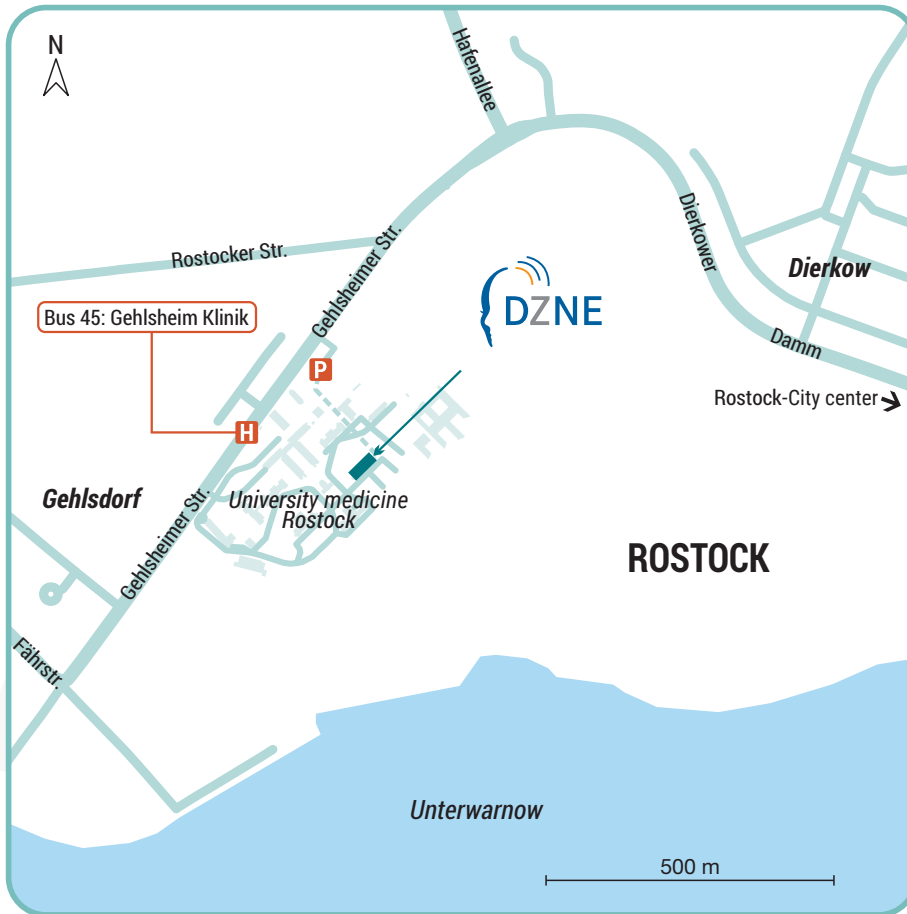 N
Hafenallee
Rostocker Str.
Gehlsheimer Str.
Dierkower
Dierkow
DZNE
Bus 45: Gehlsheim Klinik
Damm
P
Rostock-City center
H
Gehlsdorf
University medicine
Rostock
Gehlsheimer Str.
ROSTOCK
Fährstr.
Unterwarnow
500 m